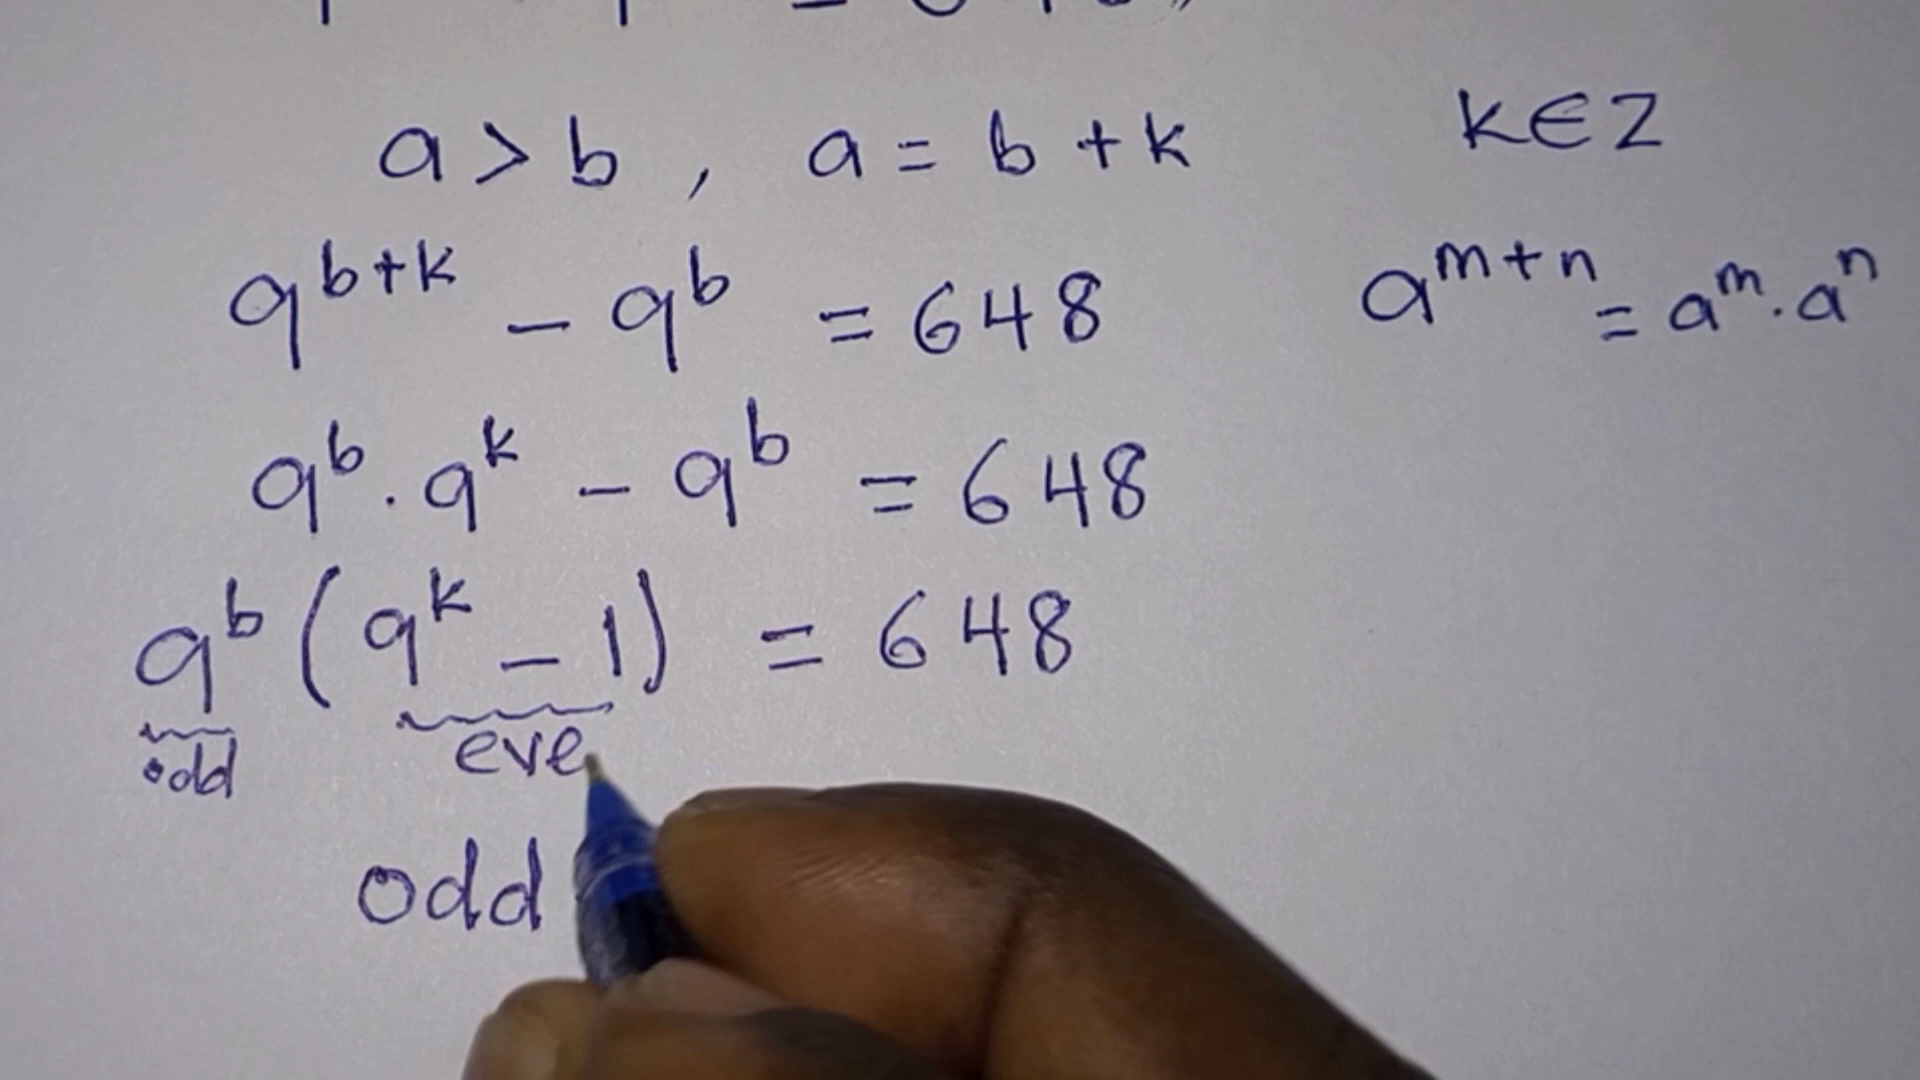 a > b , a = b + k k ∈ Z
9^{b+k} - 9^b = 648 a^{m+n} = a^m . a^n
9^b . 9^k - 9^b = 648
9^b ( 9^k - 1 ) = 648
odd eve
odd